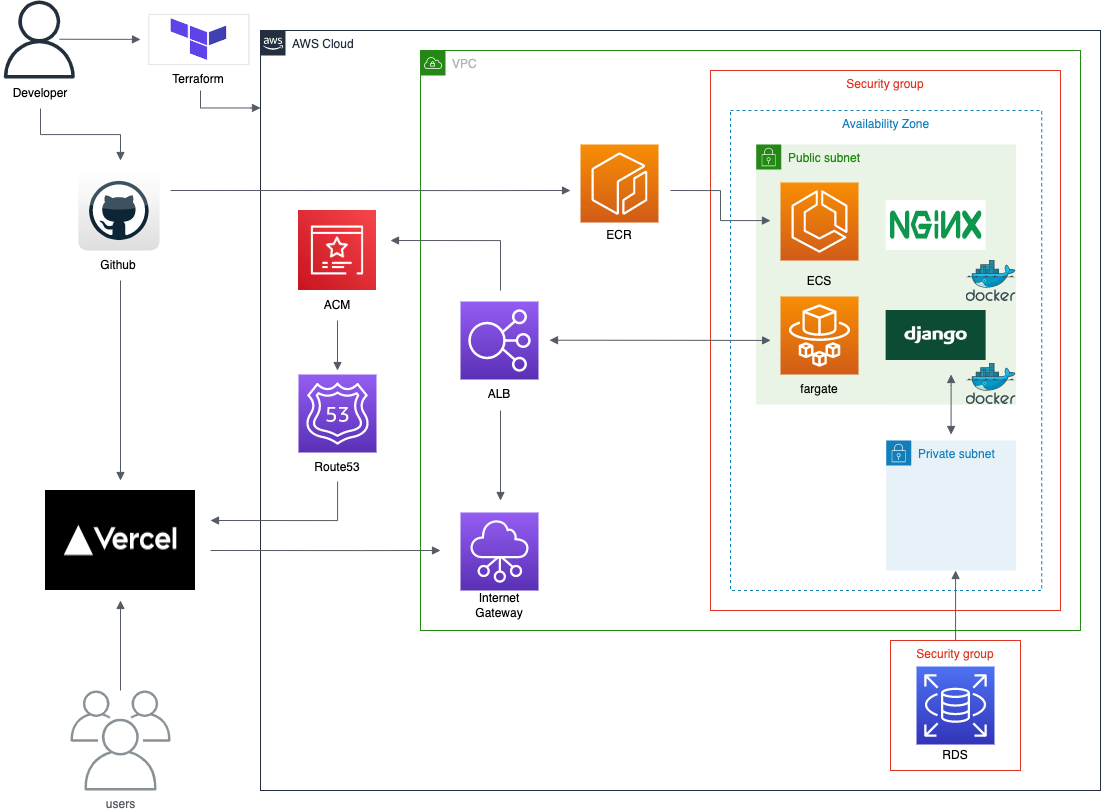 Developer
Terraform
aws
AWS Cloud
VPC
Security group
Availability Zone
Public subnet
ECR
NGINX
ECS
docker
Github
ACM
django
fargate
docker
ALB
53
Route53
Private subnet
Vercel
Internet
Gateway
Security group
RDS
users